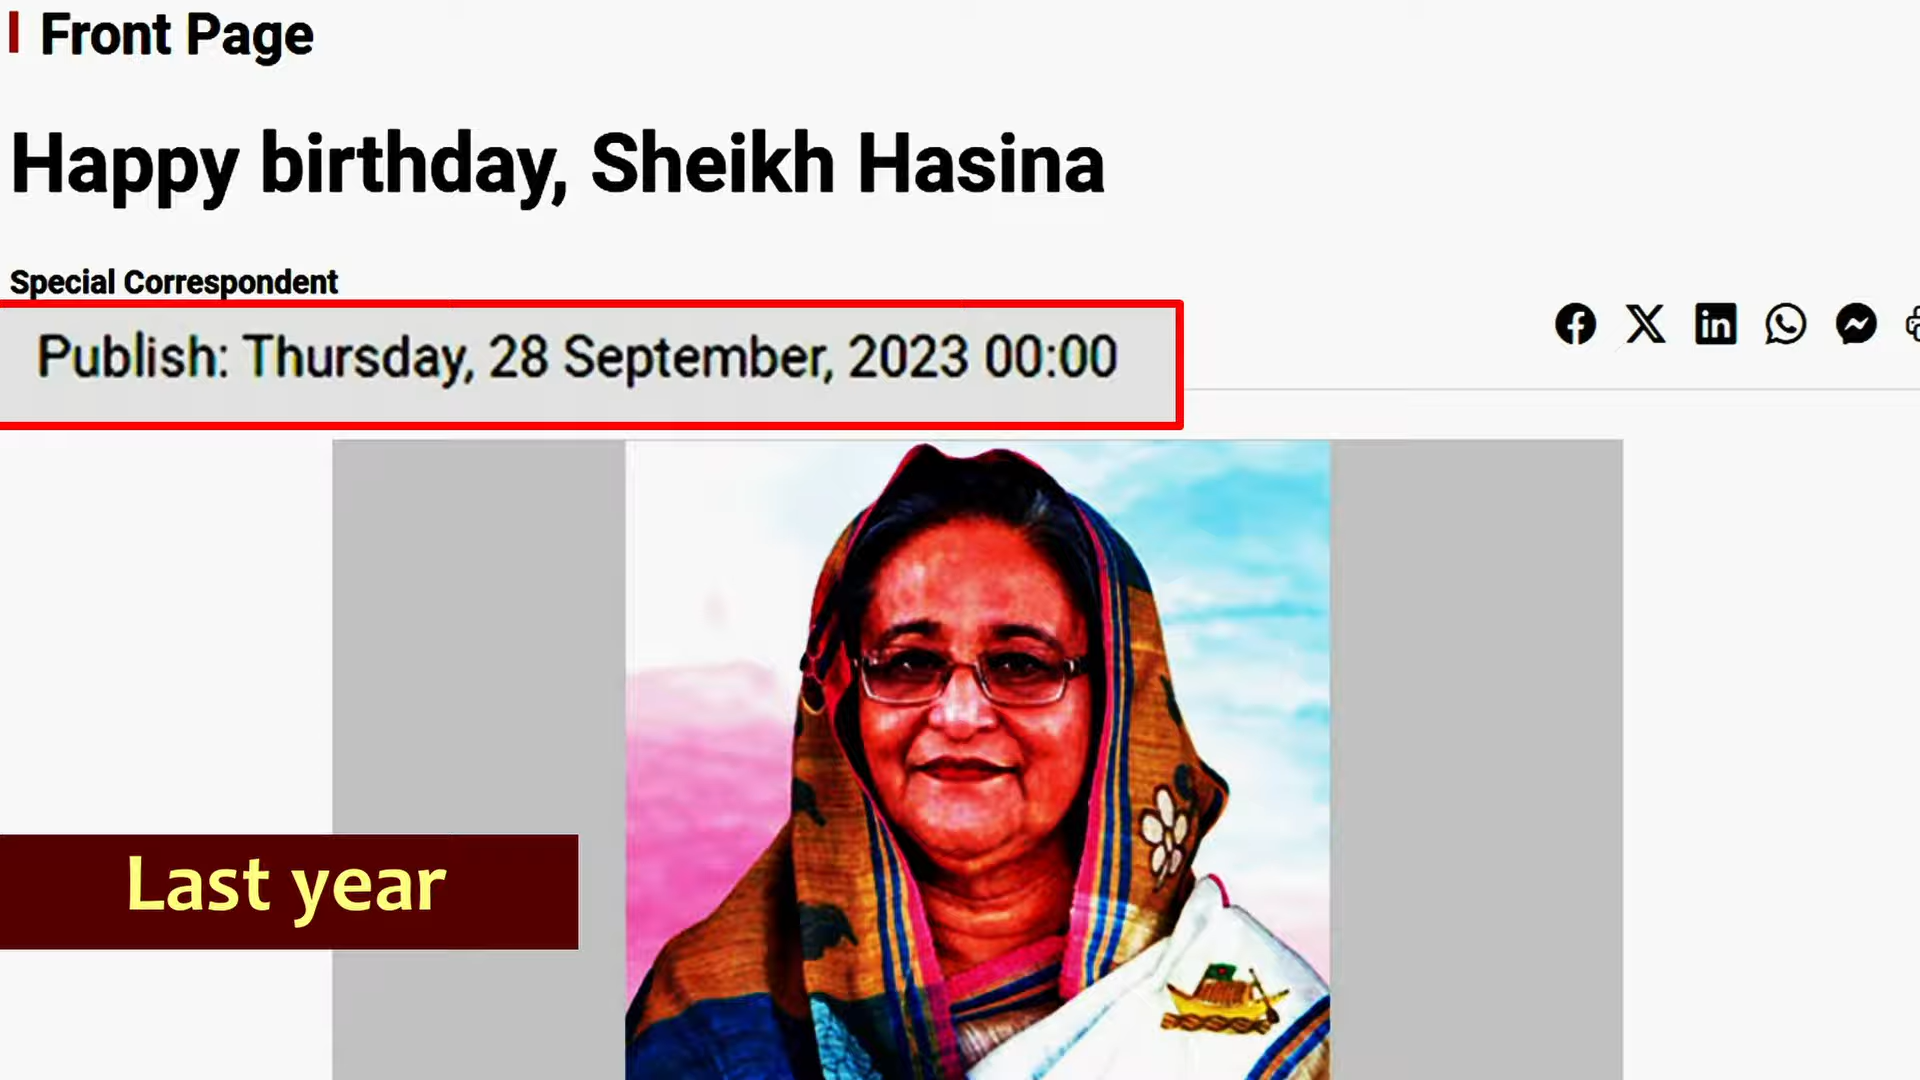 Front Page
Happy birthday, Sheikh Hasina
Special Correspondent
Publish: Thursday, 28 September, 2023 00:00
Last year